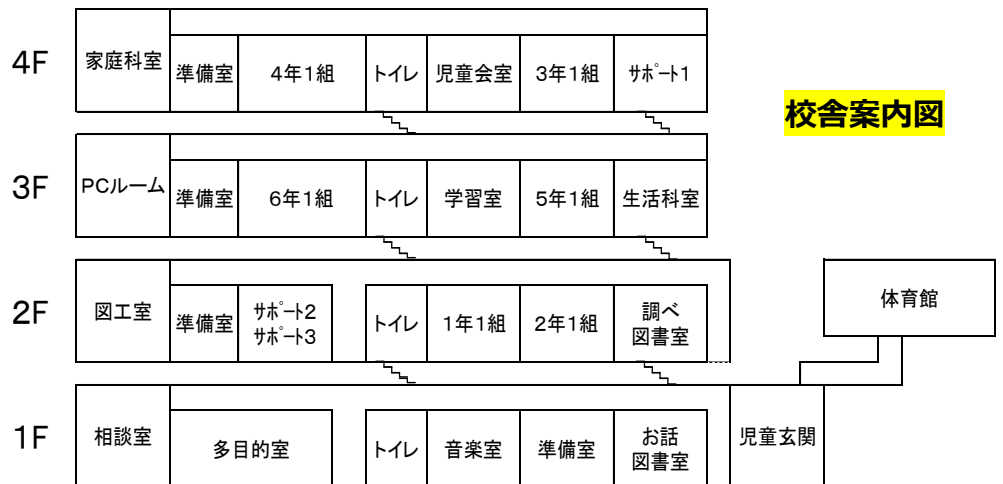 4F
家庭科室
準備室
4年1組
トイレ
児童会室
3年1組
サポート1
校舎案内図
3F
PCルーム
準備室
6年1組
トイレ
学習室
5年1組
生活科室
2F
図工室
準備室
サポート2
サポート3
トイレ
1年1組
2年1組
調べ
図書室
体育館
1F
相談室
多目的室
トイレ
音楽室
準備室
お話
図書室
児童玄関